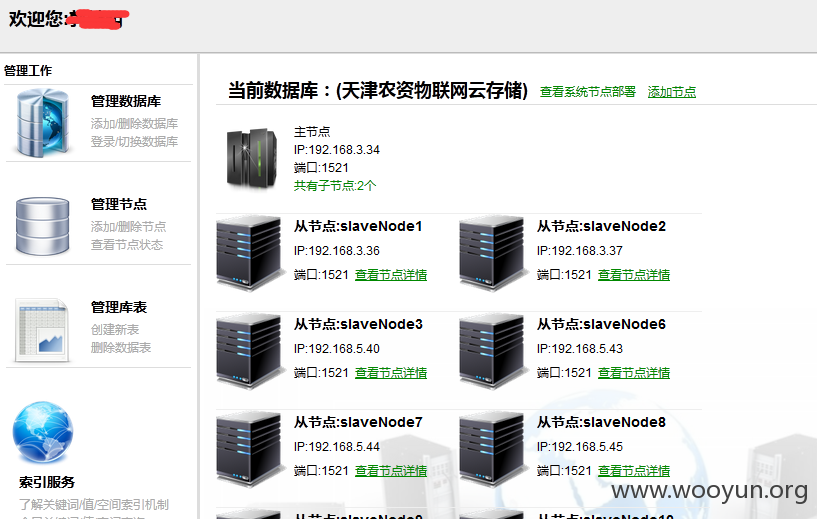 欢迎您:
管理工作
管理数据库
添加/删除数据库
登录/切换数据库
管理节点
添加/删除节点
查看节点状态
管理库表
创建新表
删除数据表
索引服务
了解关键词/值/空间索引机制
当前数据库：(天津农资物联网云存储) 查看系统节点部署 添加节点
主节点
IP:192.168.3.34
端口:1521
共有子节点:2个
从节点:slaveNode1
IP:192.168.3.36
端口:1521 查看节点详情
从节点:slaveNode2
IP:192.168.3.37
端口:1521 查看节点详情
从节点:slaveNode3
IP:192.168.5.40
端口:1521 查看节点详情
从节点:slaveNode6
IP:192.168.5.43
端口:1521 查看节点详情
从节点:slaveNode7
IP:192.168.5.44
端口:1521 查看节点详情
从节点:slaveNode8
IP:192.168.5.45
端口:1521 查看节点详情
www.wooyun.org